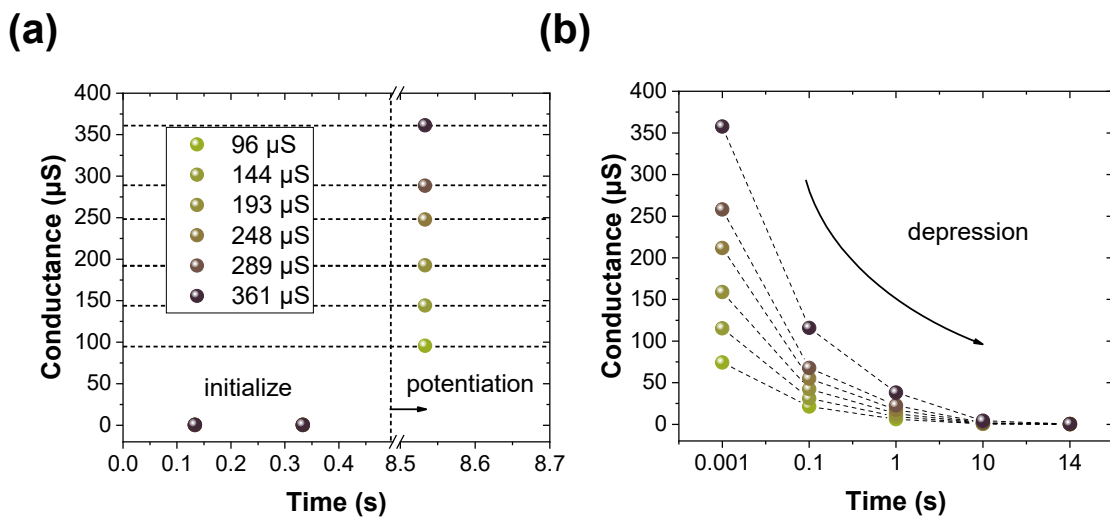 (a)
Conductance (µS)
400
350
300
250
200
150
100
50
0
96 µS
144 µS
193 µS
248 µS
289 µS
361 µS
initialize
potentiation
0.0 0.1 0.2 0.3 0.4 8.5 8.6 8.7
Time (s)
(b)
Conductance (µS)
400
350
300
250
200
150
100
50
0
depression
0.001 0.1 1 10 14
Time (s)